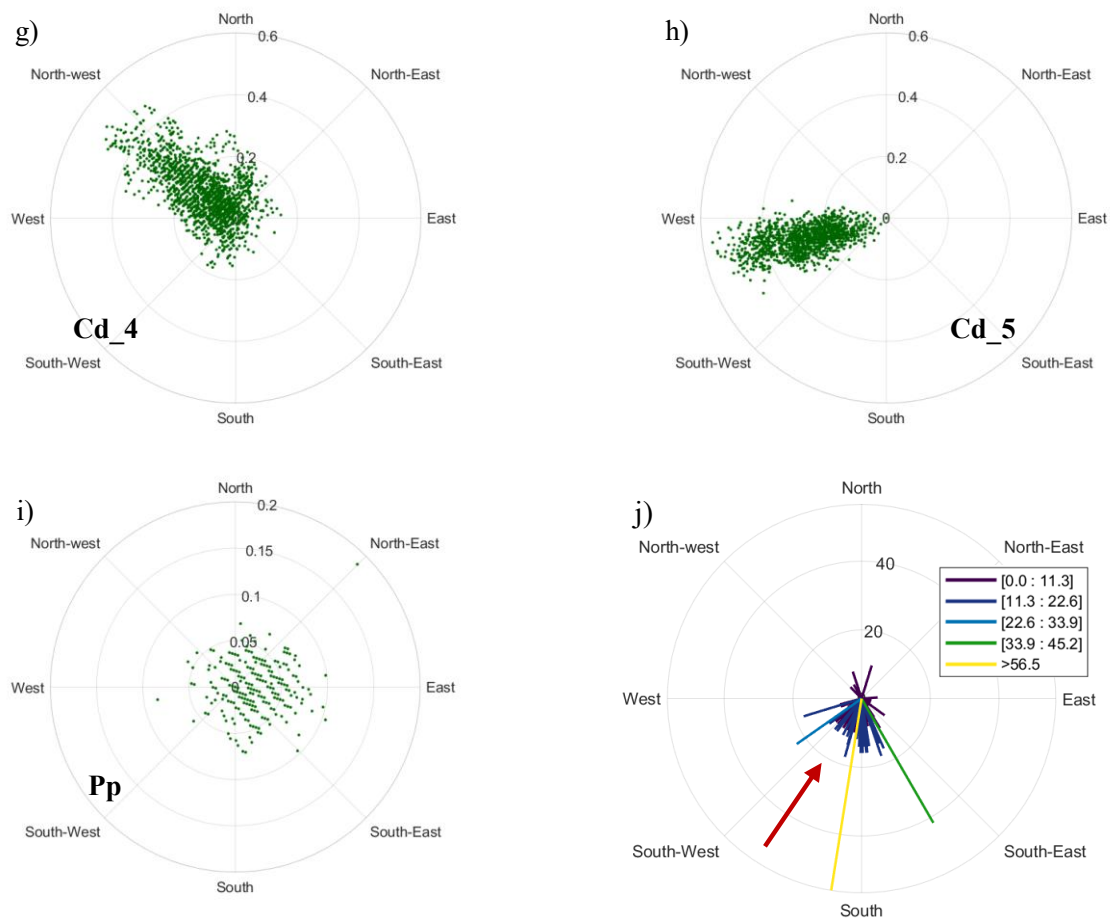 g)
North
0.6
North-west
North-East
0.4
0.2
West
East
Cd_4
South-West
South-East
South
h)
North
0.6
North-west
North-East
0.4
0.2
0
West
East
Cd_5
South-West
South-East
South
i)
North
0.2
North-west
North-East
0.15
0.1
0.05
0
West
East
Pp
South-West
South-East
South
j)
North
North-west
North-East
40
[0.0 : 11.3]
[11.3 : 22.6]
[22.6 : 33.9]
[33.9 : 45.2]
>56.5
20
West
East
South-West
South-East
South